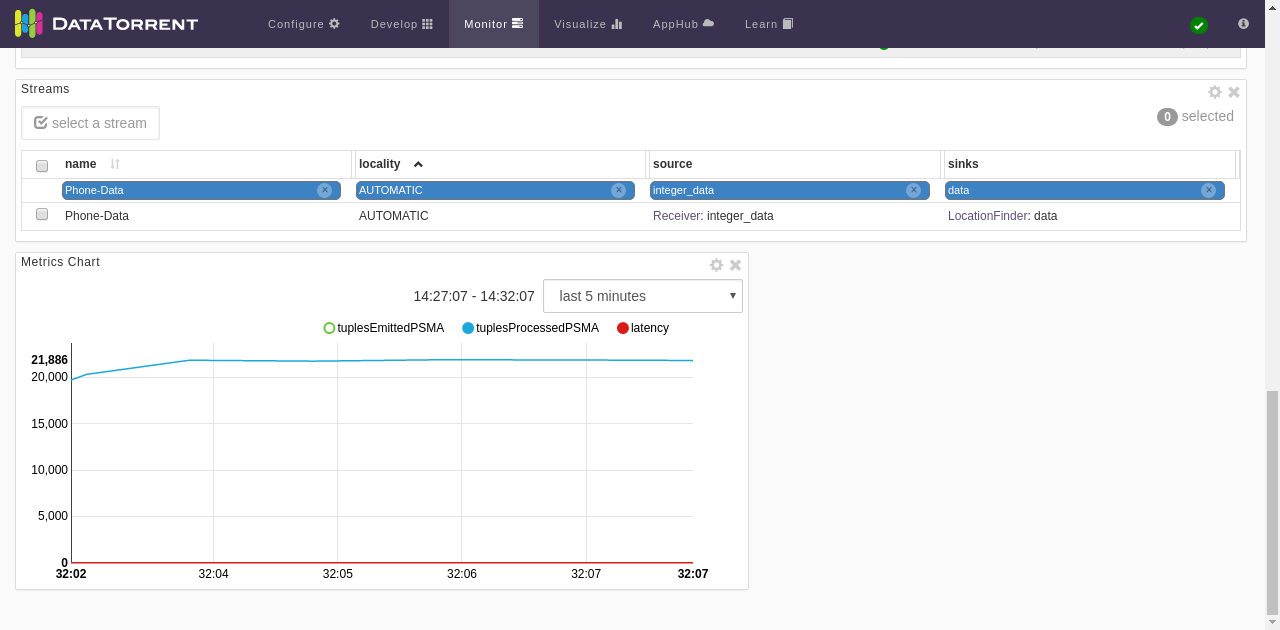 DATATORRENT Configure Develop Monitor Visualize AppHub Learn
Streams
select a stream 0 selected
name locality source sinks
Phone-Data × AUTOMATIC × integer_data × data ×
Phone-Data AUTOMATIC Receiver: integer_data LocationFinder: data
Metrics Chart
14:27:07 - 14:32:07 last 5 minutes
tuplesEmittedPSMA tuplesProcessedPSMA latency
21,886
20,000
15,000
10,000
5,000
0
32:02 32:04 32:05 32:06 32:07 32:07